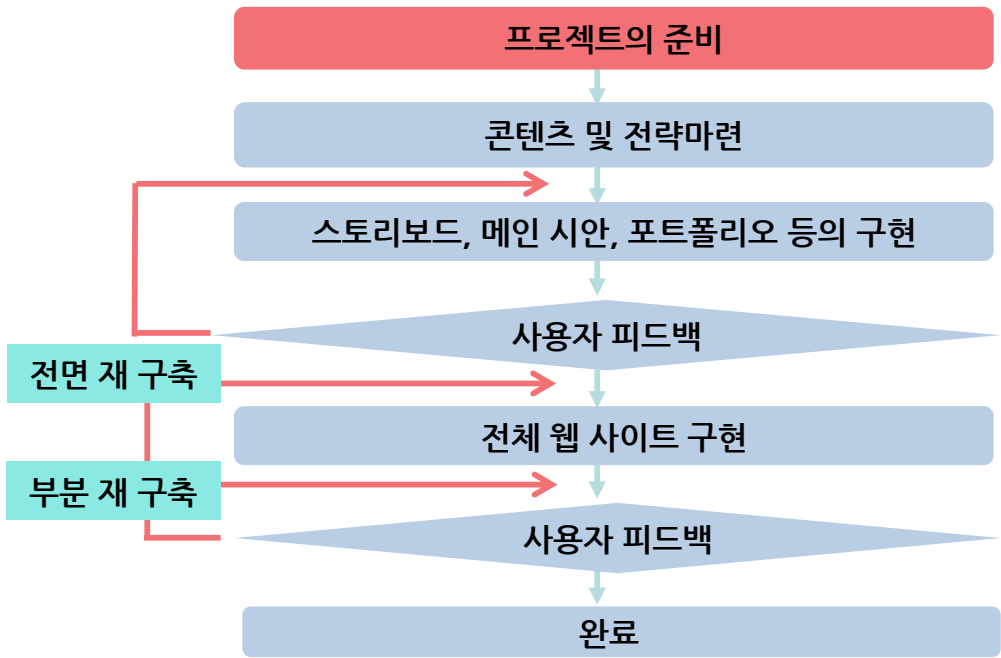 프로젝트의 준비
콘텐츠 및 전략마련
스토리보드, 메인 시안, 포트폴리오 등의 구현
사용자 피드백
전면 재 구축
전체 웹 사이트 구현
부분 재 구축
사용자 피드백
완료